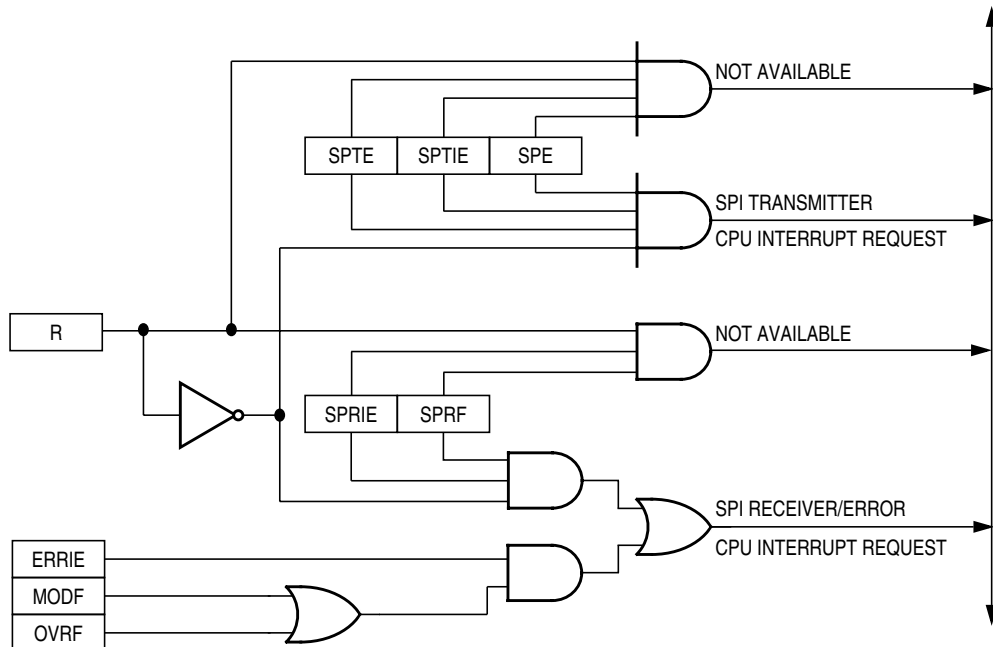 NOT AVAILABLE
SPTE SPTIE SPE
SPI TRANSMITTER
CPU INTERRUPT REQUEST
R
NOT AVAILABLE
SPRIE SPRF
SPI RECEIVER/ERROR
CPU INTERRUPT REQUEST
ERRIE
MODF
OVRF